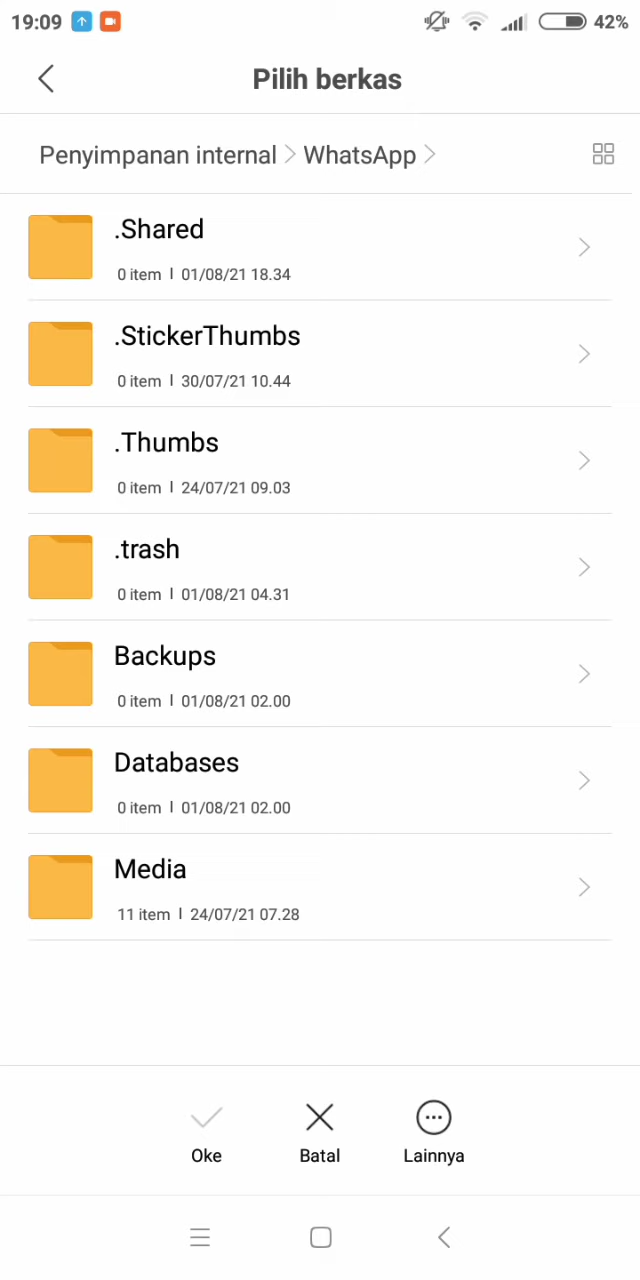 19:09 42%
Pilih berkas
Penyimpanan internal > WhatsApp >
.Shared
0 item | 01/08/21 18.34
.StickerThumbs
0 item | 30/07/21 10.44
.Thumbs
0 item | 24/07/21 09.03
.trash
0 item | 01/08/21 04.31
Backups
0 item | 01/08/21 02.00
Databases
0 item | 01/08/21 02.00
Media
11 item | 24/07/21 07.28
Oke Batal Lainnya